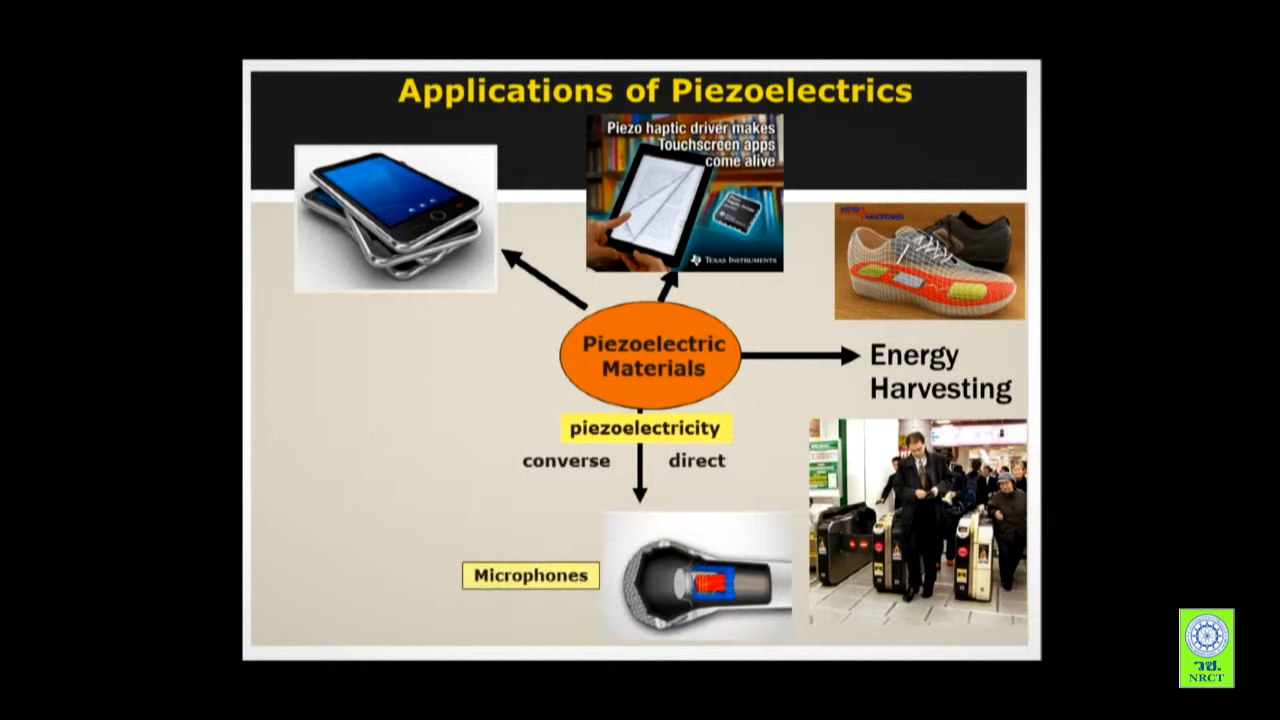 Applications of Piezoelectrics
Piezo haptic driver makes
Touchscreen apps
come alive
TEXAS INSTRUMENTS
Piezoelectric
Materials
Energy
Harvesting
piezoelectricity
converse direct
Microphones
วช.
NRCT